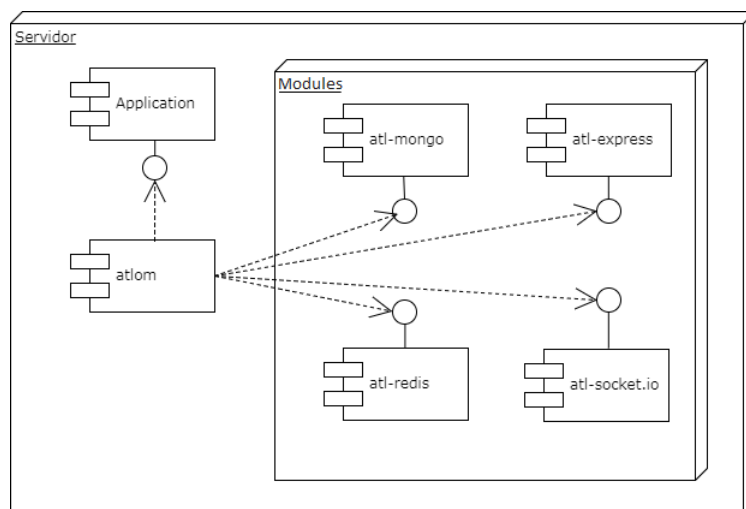 Servidor
Modules
Application
atl-mongo
atl-express
atlom
atl-redis
atl-socket.io